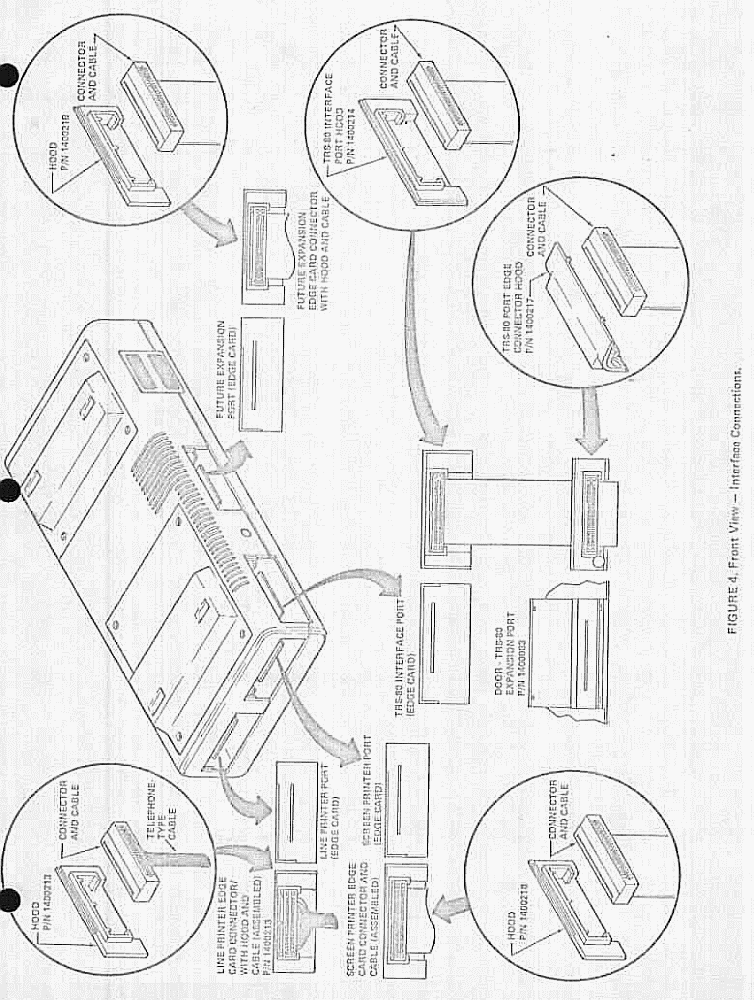 HOOD
P/N 1400213
CONNECTOR
AND CABLE
TELEPHONE-
TYPE
CABLE
LINE PRINTER EDGE
CARD CONNECTOR/
WITH HOOD AND
CABLE (ASSEMBLED)
P/N 1400213
LINE PRINTER PORT
(EDGE CARD)
SCREEN PRINTER EDGE
CARD CONNECTOR AND
CABLE (ASSEMBLED)
SCREEN PRINTER PORT
(EDGE CARD)
HOOD
P/N 1400218
CONNECTOR
AND CABLE
FUTURE EXPANSION
PORT (EDGE CARD)
FUTURE EXPANSION
EDGE CARD CONNECTOR
WITH HOOD AND CABLE
HOOD
P/N 1400218
CONNECTOR
AND CABLE
TRS-80 INTERFACE PORT
(EDGE CARD)
DOOR - TRS-80
EXPANSION PORT
P/N 1400003
TRS-80 INTERFACE
PORT HOOD
P/N 1400214
CONNECTOR
AND CABLE
TRS-80 PORT EDGE
CONNECTOR HOOD
P/N 1400217
CONNECTOR
AND CABLE
FIGURE 4. Front View – Interface Connections.